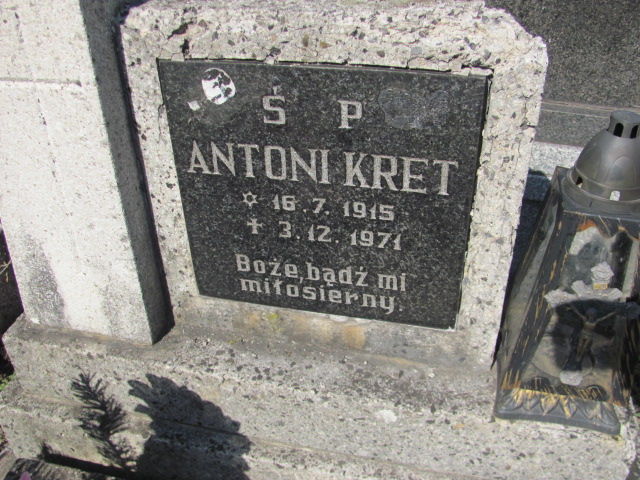 Ś P
ANTONI KRET
✡ 16.7.1915
✝ 3.12.1971
Boże bądź mi
miłosierny.